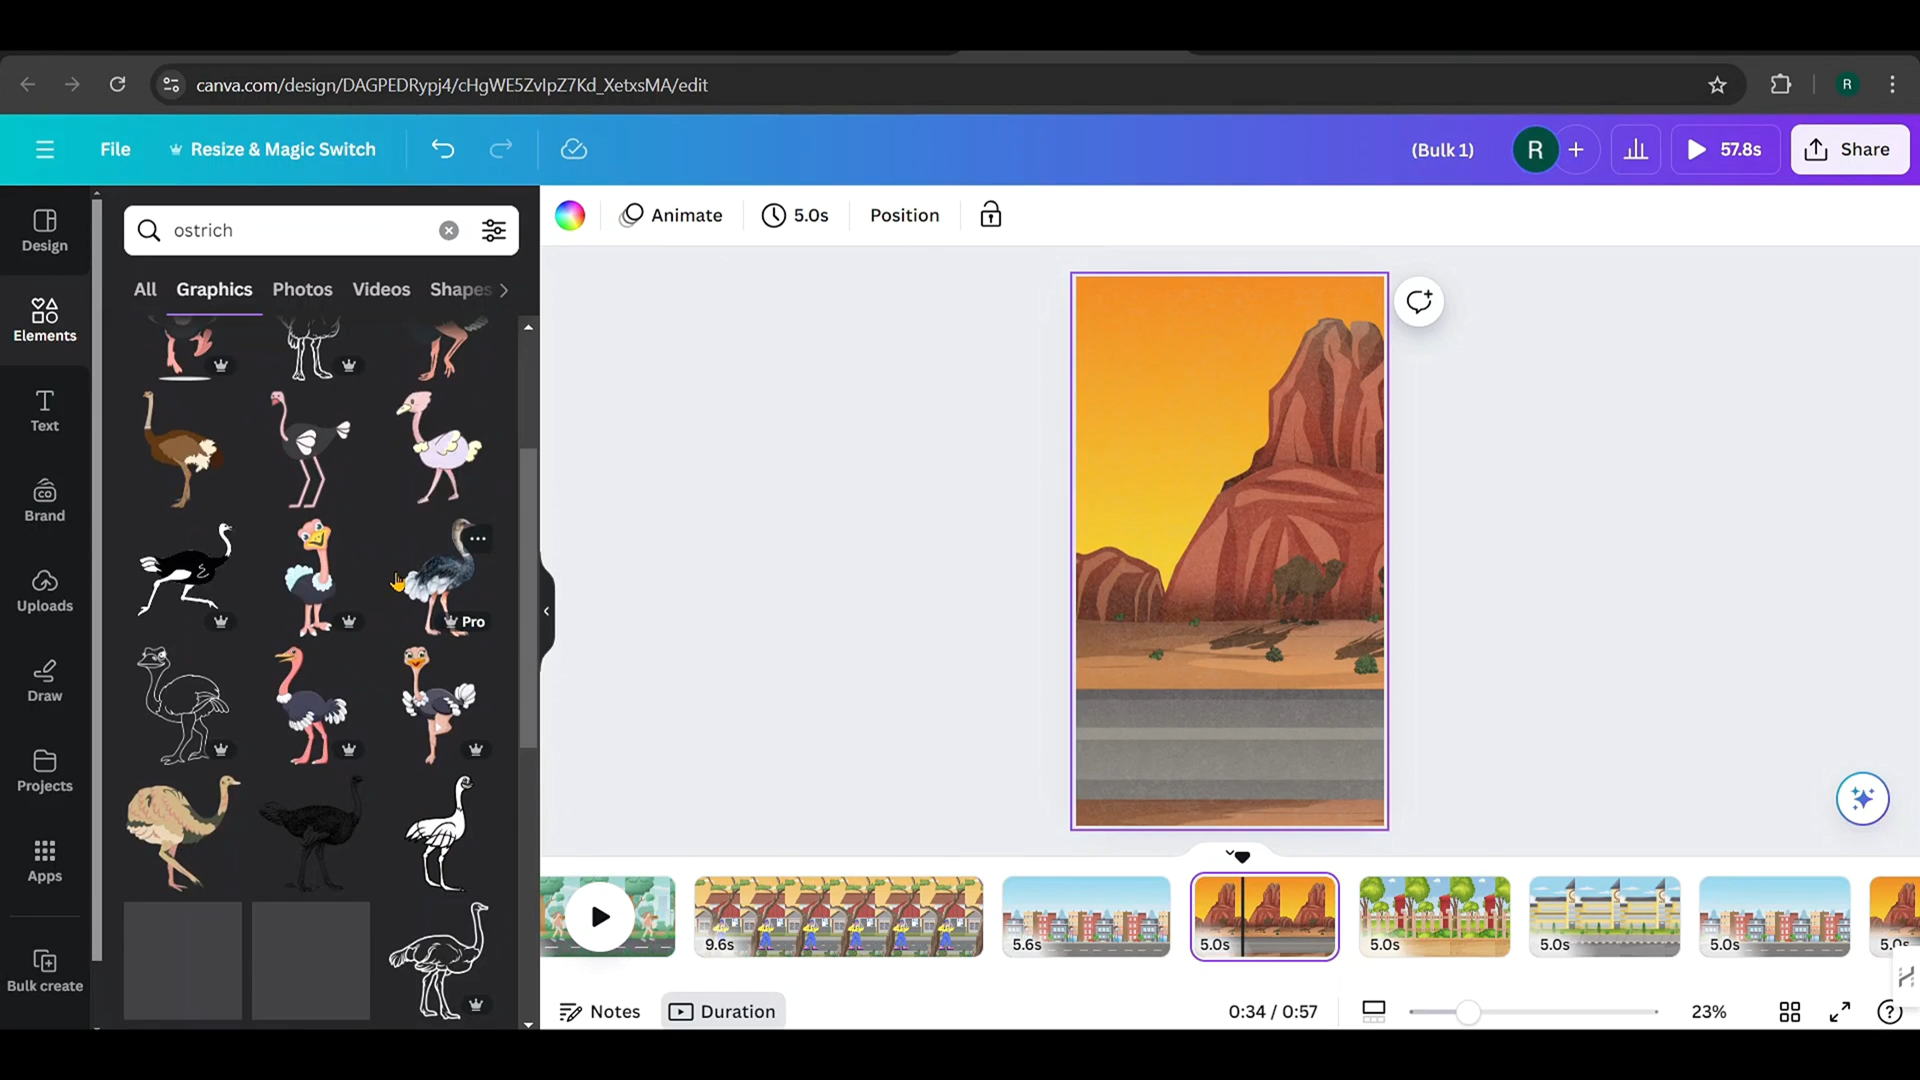 canva.com/design/DAGPEDRypj4/cHgWE5ZvIpZ7Kd_XetxsMA/edit
R
File
Resize & Magic Switch
(Bulk 1)
R
57.8s
Share
Design
Elements
Text
Brand
Uploads
Draw
Projects
Apps
Bulk create
ostrich
All
Graphics
Photos
Videos
Shapes
Pro
Animate
5.0s
Position
9.6s
5.6s
5.0s
5.0s
5.0s
5.0s
5.0s
Notes
Duration
0:34 / 0:57
23%